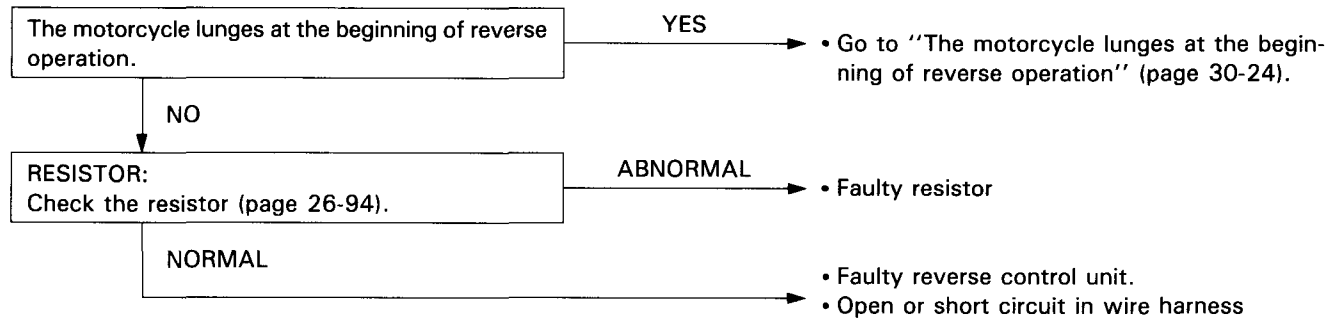 The motorcycle lunges at the beginning of reverse
operation.
YES
• Go to ''The motorcycle lunges at the begin-
ning of reverse operation'' (page 30-24).
NO
RESISTOR:
Check the resistor (page 26-94).
ABNORMAL
• Faulty resistor
NORMAL
• Faulty reverse control unit.
• Open or short circuit in wire harness